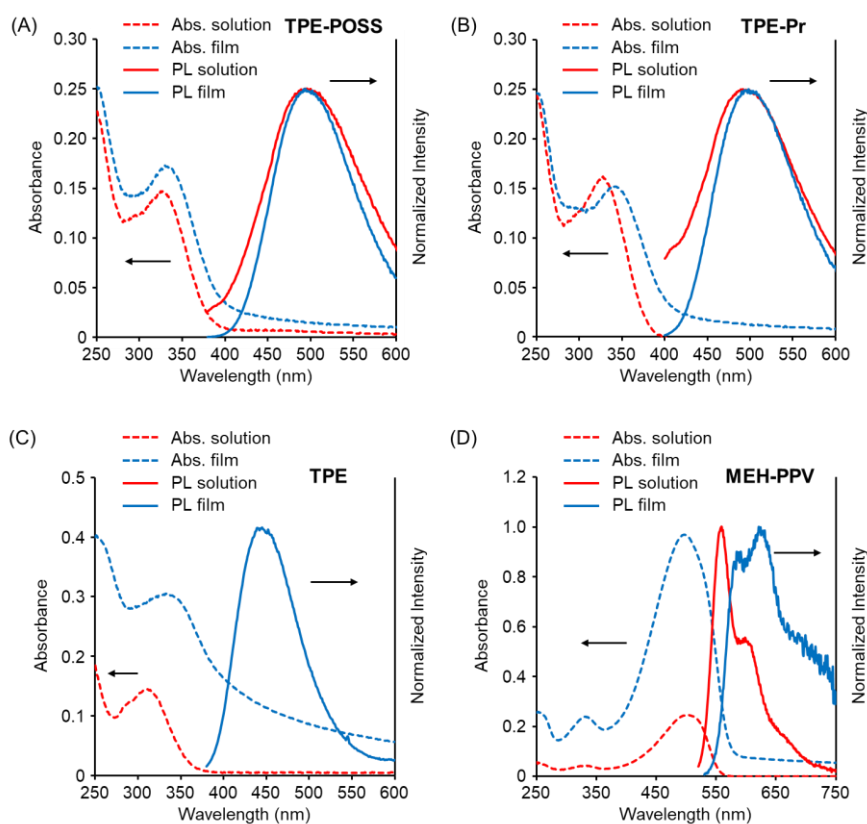 (A)
Abs. solution
Abs. film
PL solution
PL film
TPE-POSS
0.30
0.25
0.20
0.15
0.10
0.05
0
Absorbance
Normalized Intensity
250 300 350 400 450 500 550 600
Wavelength (nm)
(B)
Abs. solution
Abs. film
PL solution
PL film
TPE-Pr
0.30
0.25
0.20
0.15
0.10
0.05
0
Absorbance
Normalized Intensity
250 300 350 400 450 500 550 600
Wavelength (nm)
(C)
Abs. solution
Abs. film
PL solution
PL film
TPE
0.5
0.4
0.3
0.2
0.1
0
Absorbance
Normalized Intensity
250 300 350 400 450 500 550 600
Wavelength (nm)
(D)
Abs. solution
Abs. film
PL solution
PL film
MEH-PPV
1.2
1.0
0.8
0.6
0.4
0.2
0
Absorbance
Normalized Intensity
250 350 450 550 650 750
Wavelength (nm)